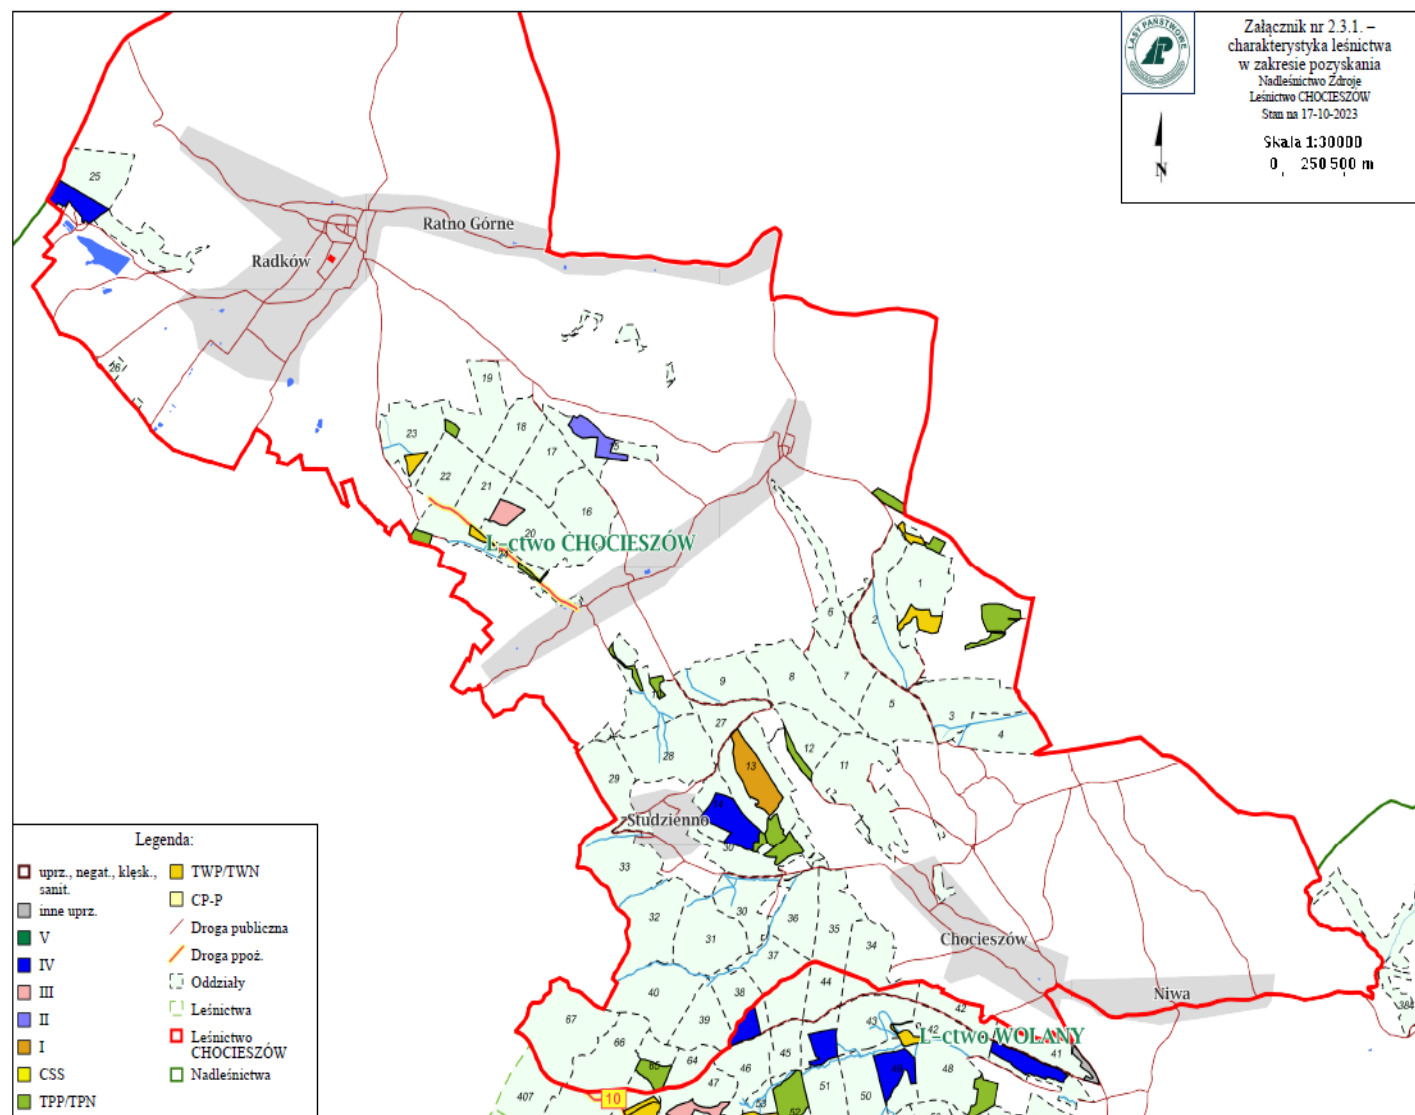 Załącznik nr 2.3.1. –
charakterystyka leśnictwa
w zakresie pozyskania
Nadleśnictwo Zdroje
Leśnictwo CHOCIESZÓW
Stan na 17-10-2023
Skala 1:30000
0 250 500 m
N
LASY PAŃSTWOWE
25
Ratno Górne
Radków
26
19
23
18
17
22
21
16
20
L-ctwo CHOCIESZÓW
1
6
2
9
8
7
5
3
4
27
28
12
11
13
29
14
Studzienno
30
33
32
30
31
36
35
34
37
Chocieszów
Niwa
384
40
38
44
42
39
43
42
L-ctwo WOLANY
41
67
66
64
65
45
46
47
51
49
48
50
407
10
53
52
Legenda:
uprz., negat., klęsk.,
sanit.
inne uprz.
V
IV
III
II
I
CSS
TPP/TPN
TWP/TWN
CP-P
Droga publiczna
Droga ppoż.
Oddziały
Leśnictwa
Leśnictwo
CHOCIESZÓW
Nadleśnictwa